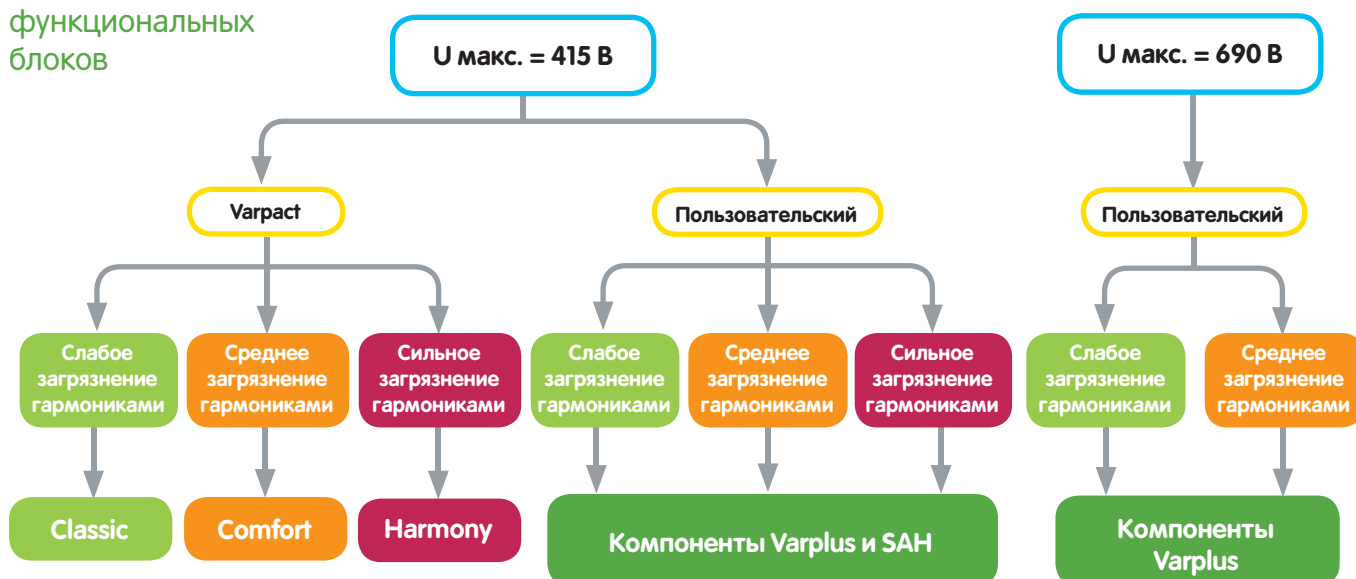 функциональных
блоков
U макс. = 415 В
U макс. = 690 В
Varpact
Пользовательский
Пользовательский
Слабое
загрязнение
гармониками
Среднее
загрязнение
гармониками
Сильное
загрязнение
гармониками
Слабое
загрязнение
гармониками
Среднее
загрязнение
гармониками
Сильное
загрязнение
гармониками
Слабое
загрязнение
гармониками
Среднее
загрязнение
гармониками
Classic
Comfort
Harmony
Компоненты Varplus и SAH
Компоненты
Varplus